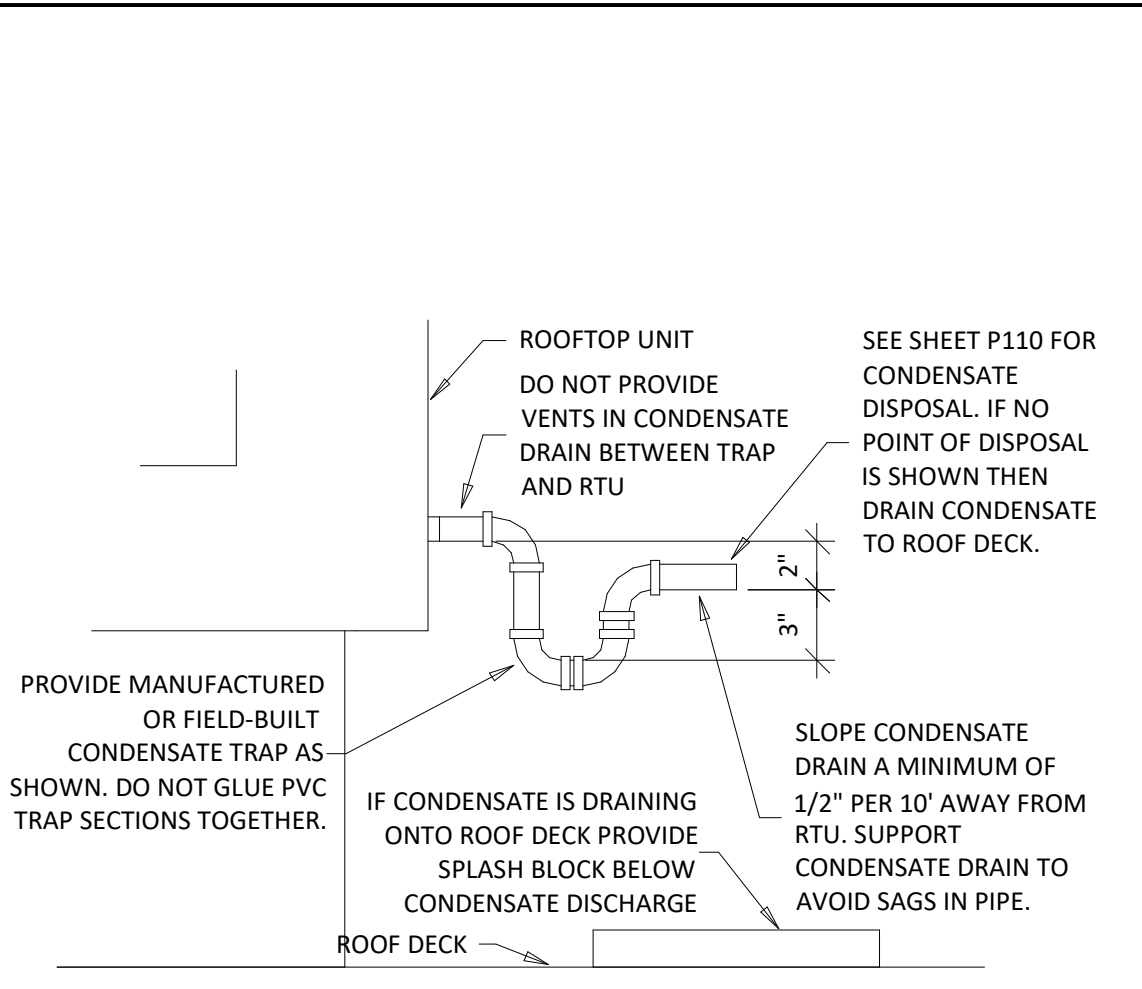 ROOFTOP UNIT
DO NOT PROVIDE
VENTS IN CONDENSATE
DRAIN BETWEEN TRAP
AND RTU
SEE SHEET P110 FOR
CONDENSATE
DISPOSAL. IF NO
POINT OF DISPOSAL
IS SHOWN THEN
DRAIN CONDENSATE
TO ROOF DECK.
2"
3"
PROVIDE MANUFACTURED
OR FIELD-BUILT
CONDENSATE TRAP AS
SHOWN. DO NOT GLUE PVC
TRAP SECTIONS TOGETHER.
SLOPE CONDENSATE
DRAIN A MINIMUM OF
1/2" PER 10' AWAY FROM
RTU. SUPPORT
CONDENSATE DRAIN TO
AVOID SAGS IN PIPE.
IF CONDENSATE IS DRAINING
ONTO ROOF DECK PROVIDE
SPLASH BLOCK BELOW
CONDENSATE DISCHARGE
ROOF DECK